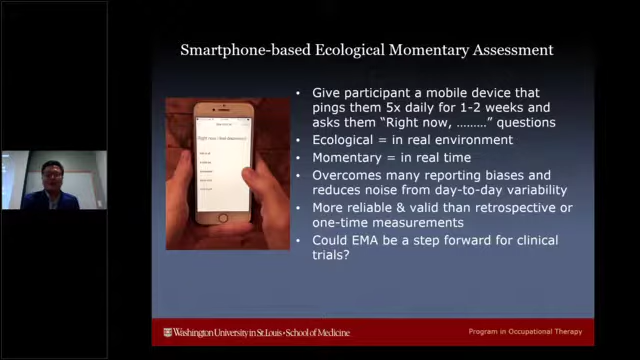 Smartphone-based Ecological Momentary Assessment
• Give participant a mobile device that
pings them 5x daily for 1-2 weeks and
asks them “Right now, ………” questions
• Ecological = in real environment
• Momentary = in real time
• Overcomes many reporting biases and
reduces noise from day-to-day variability
• More reliable & valid than retrospective or
one-time measurements
• Could EMA be a step forward for clinical
trials?
Washington University in St. Louis • School of Medicine
Program in Occupational Therapy